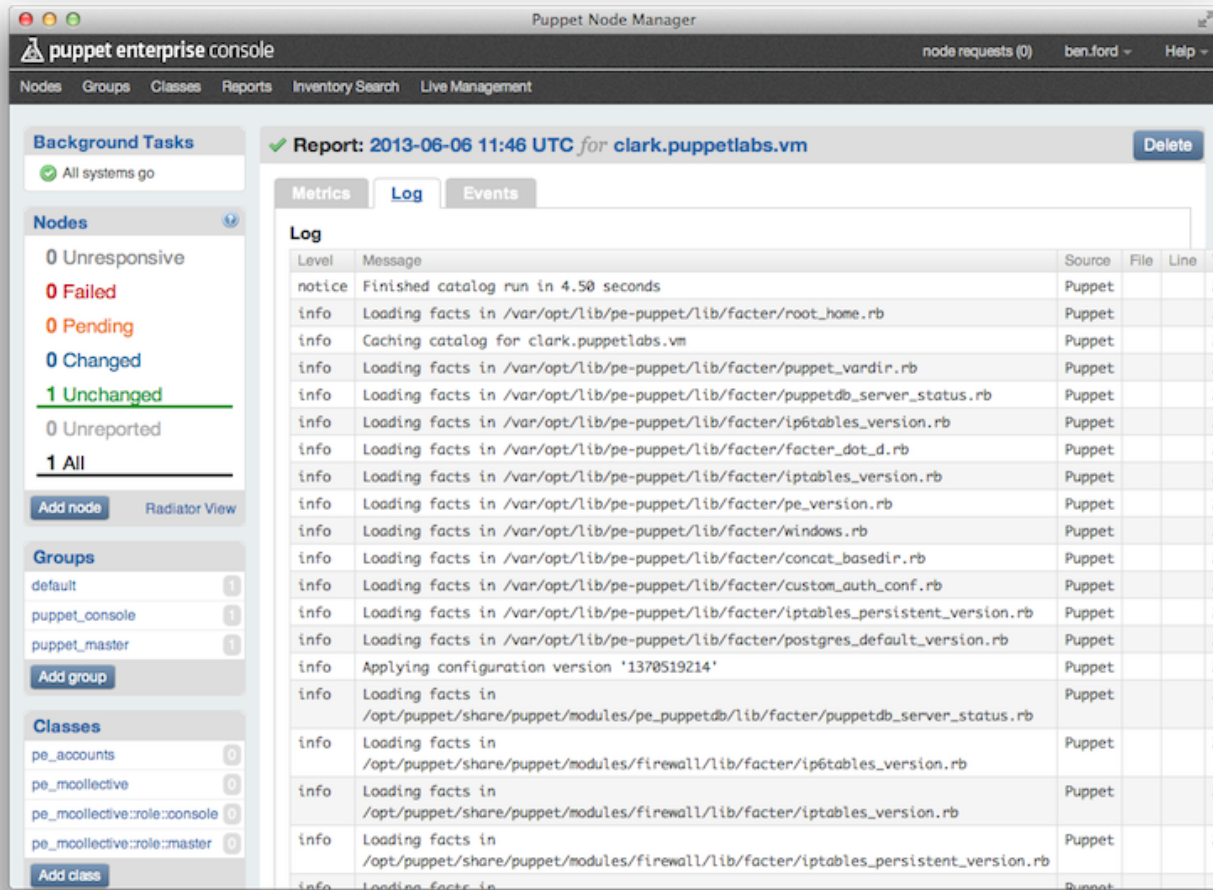 Puppet Node Manager
puppet enterprise console
node requests (0) ben.ford Help
Nodes Groups Classes Reports Inventory Search Live Management
Background Tasks
All systems go
Nodes
0 Unresponsive
0 Failed
0 Pending
0 Changed
1 Unchanged
0 Unreported
1 All
Add node Radiator View
Groups
default 1
puppet_console 1
puppet_master 1
Add group
Classes
pe_accounts 0
pe_mcollective 0
pe_mcollective::role::console 0
pe_mcollective::role::master 0
Add class
Report: 2013-06-06 11:46 UTC for clark.puppetlabs.vm
Delete
Metrics Log Events
Log
Level Message Source File Line
notice Finished catalog run in 4.50 seconds Puppet
info Loading facts in /var/opt/lib/pe-puppet/lib/facter/root_home.rb Puppet
info Caching catalog for clark.puppetlabs.vm Puppet
info Loading facts in /var/opt/lib/pe-puppet/lib/facter/puppet_vardir.rb Puppet
info Loading facts in /var/opt/lib/pe-puppet/lib/facter/puppetdb_server_status.rb Puppet
info Loading facts in /var/opt/lib/pe-puppet/lib/facter/ip6tables_version.rb Puppet
info Loading facts in /var/opt/lib/pe-puppet/lib/facter/facter_dot_d.rb Puppet
info Loading facts in /var/opt/lib/pe-puppet/lib/facter/iptables_version.rb Puppet
info Loading facts in /var/opt/lib/pe-puppet/lib/facter/pe_version.rb Puppet
info Loading facts in /var/opt/lib/pe-puppet/lib/facter/windows.rb Puppet
info Loading facts in /var/opt/lib/pe-puppet/lib/facter/concat_basedir.rb Puppet
info Loading facts in /var/opt/lib/pe-puppet/lib/facter/custom_auth_conf.rb Puppet
info Loading facts in /var/opt/lib/pe-puppet/lib/facter/iptables_persistent_version.rb Puppet
info Loading facts in /var/opt/lib/pe-puppet/lib/facter/postgres_default_version.rb Puppet
info Applying configuration version '1370519214' Puppet
info Loading facts in Puppet
/opt/puppet/share/puppet/modules/pe_puppetdb/lib/facter/puppetdb_server_status.rb
info Loading facts in Puppet
/opt/puppet/share/puppet/modules/firewall/lib/facter/ip6tables_version.rb
info Loading facts in Puppet
/opt/puppet/share/puppet/modules/firewall/lib/facter/iptables_version.rb
info Loading facts in Puppet
/opt/puppet/share/puppet/modules/firewall/lib/facter/iptables_persistent_version.rb
info Loading facts in Puppet